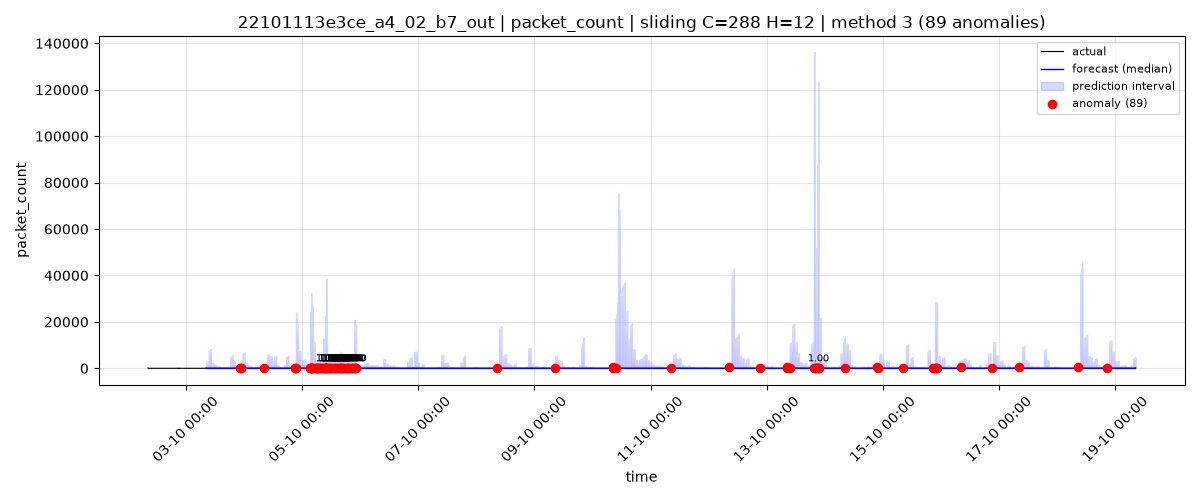 22101113e3ce_a4_02_b7_out | packet_count | sliding C=288 H=12 | method 3 (89 anomalies)
140000
120000
100000
80000
60000
40000
20000
0
packet_count
actual
forecast (median)
prediction interval
anomaly (89)
1.00
03-10 00:00
05-10 00:00
07-10 00:00
09-10 00:00
11-10 00:00
13-10 00:00
15-10 00:00
17-10 00:00
19-10 00:00
time